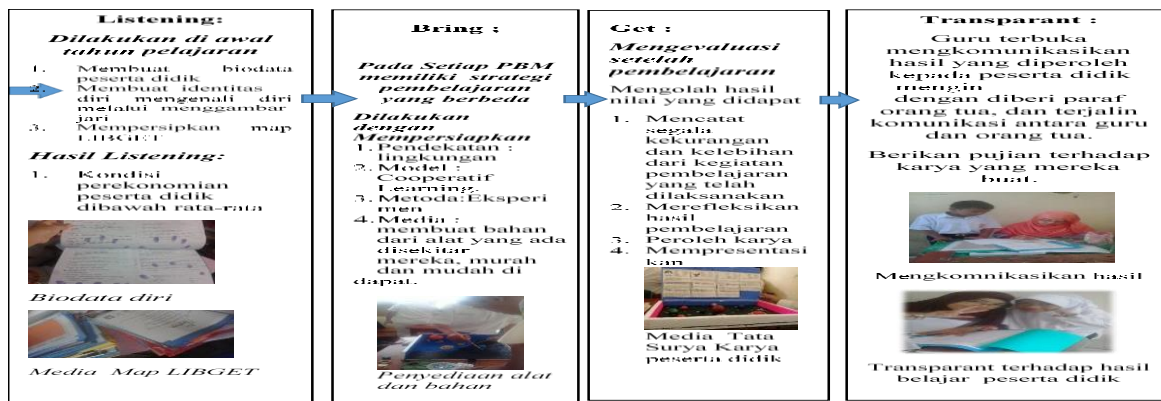 Listening:
Dilakukan di awal
tahun pelajaran
1. Membuat biodata
peserta didik
2. Membuat identitas
diri mengenali diri
melalui menggambar
jari
3. Mempersipkan map
LIBGET
Hasil Listening:
1. Kondisi
perekonomian
peserta didik
dibawah rata-rata
Biodata diri
Media Map LIBGET
Bring :
Pada Setiap PBM
memiliki strategi
pembelajaran
yang berbeda
Dilakukan
dengan
Mempersiapkan
1. Pendekatan :
lingkungan
2. Model :
Cooperatif
Learning.
3. Metoda:Eksperi
men
4. Media :
membuat bahan
dari alat yang ada
disekitar
mereka, murah
dan mudah di
dapat.
Penyediaan alat
dan bahan
Get :
Mengevaluasi
setelah
pembelajaran
Mengolah hasil
nilai yang didapat
1. Mencatat
segala
kekurangan
dan kelebihan
dari kegiatan
pembelajaran
yang telah
dilaksanakan
2. Merefleksikan
hasil
pembelajaran
3. Peroleh karya
4. Mempresentasi
kan
Media Tata
Surya Karya
peserta didik
Transparant :
Guru terbuka
mengkomunikasikan
hasil yang diperoleh
kepada peserta didik
mengin
dengan diberi paraf
orang tua, dan terjalin
komunikasi antara guru
dan orang tua.
Berikan pujian terhadap
karya yang mereka
buat.
Mengkomnikasikan hasil
Transparant terhadap hasil
belajar peserta didik